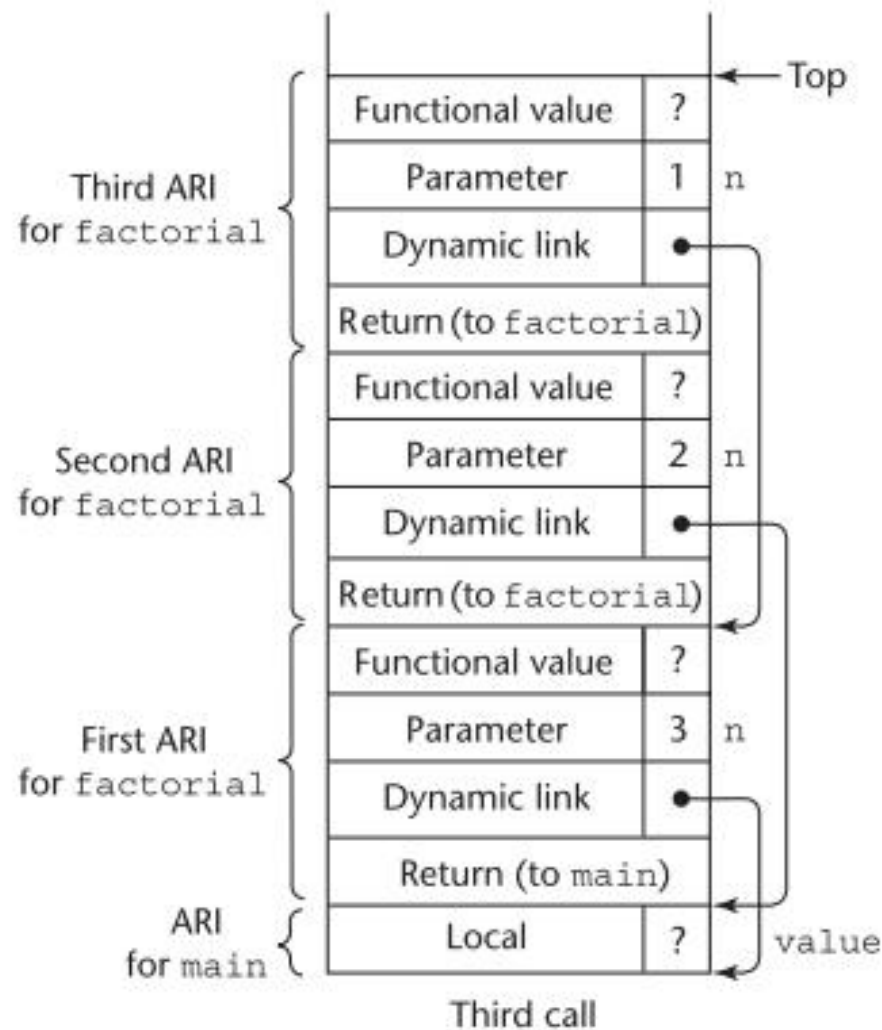 Top
Functional value ?
Third ARI
for factorial
Parameter 1 n
Dynamic link
Return (to factorial)
Functional value ?
Second ARI
for factorial
Parameter 2 n
Dynamic link
Return (to factorial)
Functional value ?
First ARI
for factorial
Parameter 3 n
Dynamic link
Return (to main)
ARI
for main
Local ? value
Third call